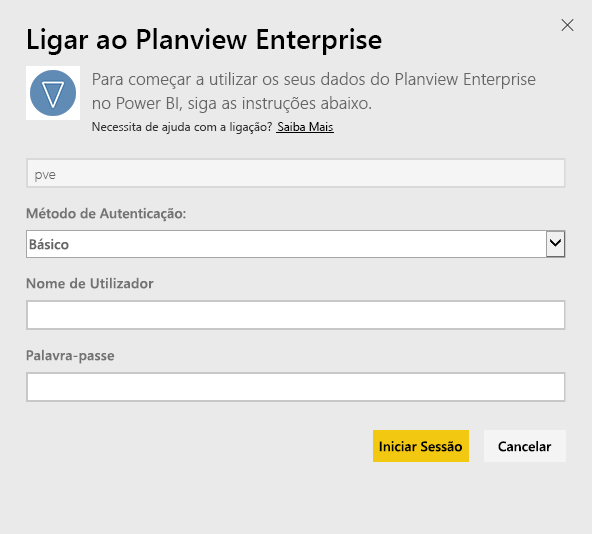 Ligar ao Planview Enterprise
Para começar a utilizar os seus dados do Planview Enterprise
no Power BI, siga as instruções abaixo.
Necessita de ajuda com a ligação? Saiba Mais
pve
Método de Autenticação:
Básico
Nome de Utilizador
Palavra-passe
Iniciar Sessão
Cancelar